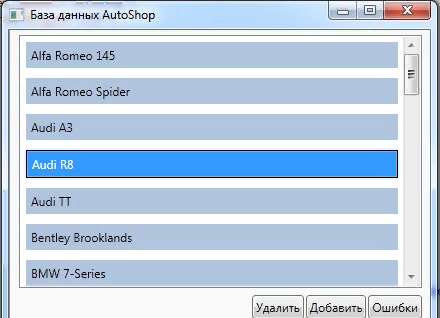 База данных AutoShop
Alfa Romeo 145
Alfa Romeo Spider
Audi A3
Audi R8
Audi TT
Bentley Brooklands
BMW 7-Series
Удалить Добавить Ошибки